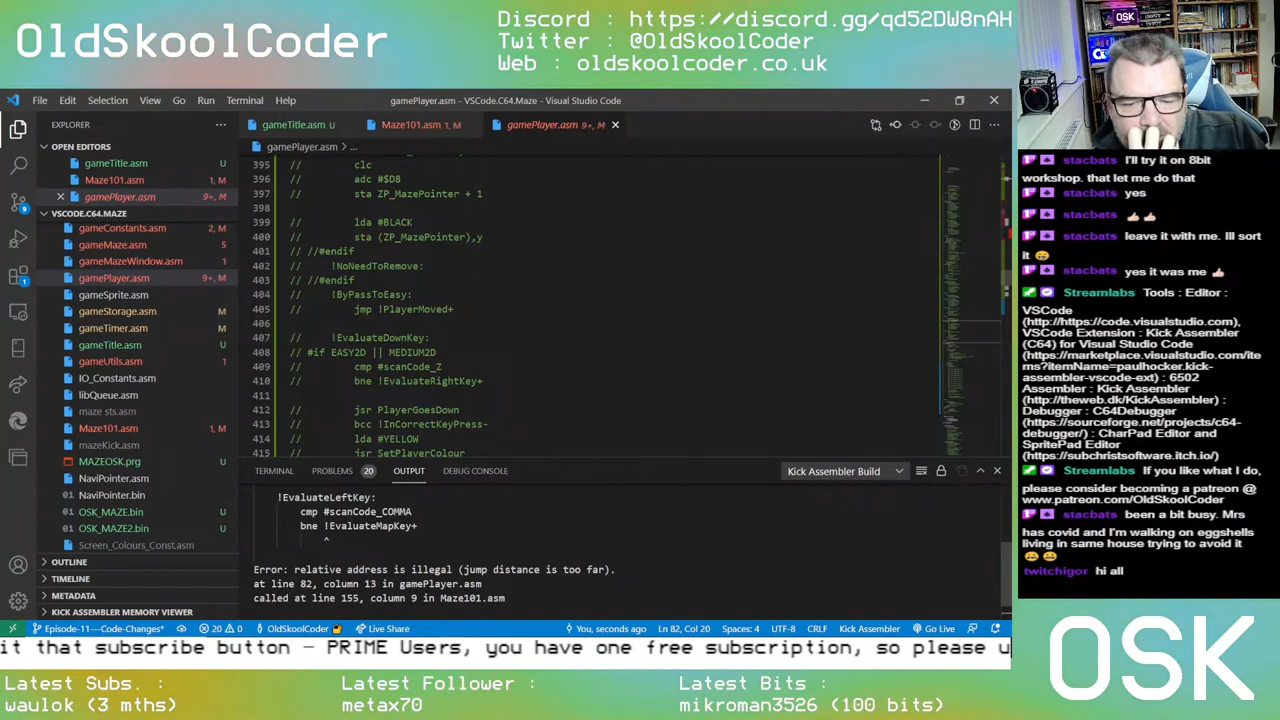 OldSkoolCoder
Discord : https://discord.gg/qd52DW8nAH
Twitter : @OldSkoolCoder
Web : oldskoolcoder.co.uk
File Edit Selection View Go Run Terminal Help
gamePlayer.asm - VSCode.C64.Maze - Visual Studio Code
EXPLORER
OPEN EDITORS
gameTitle.asm U
Maze101.asm 1, M
gamePlayer.asm 9+, M
VSCODE.C64.MAZE
gameConstants.asm 2, M
gameMaze.asm 5
gameMazeWindow.asm 1
gamePlayer.asm 9+, M
gameSprite.asm
gameStorage.asm M
gameTimer.asm M
gameTitle.asm U
gameUtils.asm 1
IO_Constants.asm
libQueue.asm
maze sts.asm
Maze101.asm 1, M
mazeKick.asm
MAZEOSK.prg U
NaviPointer.asm
NaviPointer.bin
OSK_MAZE.bin U
OSK_MAZE2.bin U
Screen_Colours_Const.asm
OUTLINE
TIMELINE
METADATA
KICK ASSEMBLER MEMORY VIEWER
gameTitle.asm U
Maze101.asm 1, M
gamePlayer.asm 9+, M
gamePlayer.asm > ...
395 // clc
396 // adc #$D8
397 // sta ZP_MazePointer + 1
398
399 // lda #BLACK
400 // sta (ZP_MazePointer),y
401 // //#endif
402 // !NoNeedToRemove:
403 // //#endif
404 // !ByPassToEasy:
405 // jmp !PlayerMoved+
406
407 // !EvaluateDownKey:
408 // #if EASY2D || MEDIUM2D
409 // cmp #scanCode_Z
410 // bne !EvaluateRightKey+
411
412 // jsr PlayerGoesDown
413 // bcc !InCorrectKeyPress-
414 // lda #YELLOW
415 // jsr SetPlayerColour
TERMINAL PROBLEMS 20 OUTPUT DEBUG CONSOLE
Kick Assembler Build
!EvaluateLeftKey:
cmp #scanCode_COMMA
bne !EvaluateMapKey+
^
Error: relative address is illegal (jump distance is too far).
at line 82, column 13 in gamePlayer.asm
called at line 155, column 9 in Maze101.asm
Episode-11---Code-Changes* 20 0 OldSkoolCoder Live Share
You, seconds ago Ln 82, Col 20 Spaces: 4 UTF-8 CRLF Kick Assembler Go Live
OSK
stacbats I'll try it on 8bit
workshop. that let me do that
stacbats yes
stacbats 👍🏻👍🏻
stacbats leave it with me. Ill sort
it 😁
stacbats yes it was me 👍🏻
Streamlabs Tools : Editor :
VSCode
(http://https://code.visualstudio.com),
VSCode Extension : Kick Assembler
(C64) for Visual Studio Code
(https://marketplace.visualstudio.com/ite
ms?itemName=paulhocker.kick-
assembler-vscode-ext) : 6502
Assembler : Kick Assembler
(http://theweb.dk/KickAssembler) :
Debugger : C64Debugger
(https://sourceforge.net/projects/c64-
debugger/) : CharPad Editor and
SpritePad Editor
(https://subchristsoftware.itch.io/)
Streamlabs If you like what I do,
please consider becoming a patreon @
www.patreon.com/OldSkoolCoder
stacbats been a bit busy. Mrs
has covid and I'm walking on eggshells
living in same house trying to avoid it
😄 😄
twitchigor hi all
it that subscribe button - PRIME Users, you have one free subscription, so please u
Latest Subs. :
waulok (3 mths)
Latest Follower :
metax70
Latest Bits :
mikroman3526 (100 bits)
OSK